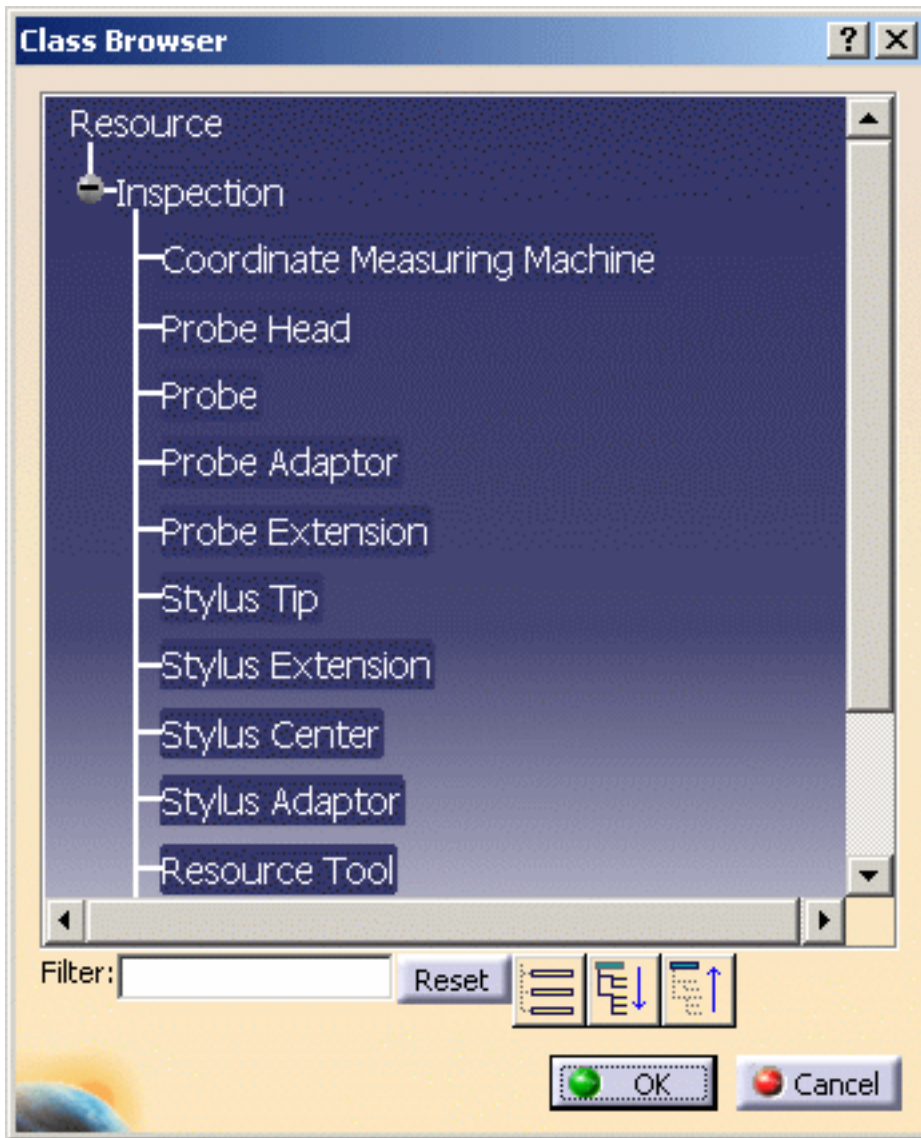 Class Browser
Resource
Inspection
Coordinate Measuring Machine
Probe Head
Probe
Probe Adaptor
Probe Extension
Stylus Tip
Stylus Extension
Stylus Center
Stylus Adaptor
Resource Tool
Filter: Reset
OK Cancel